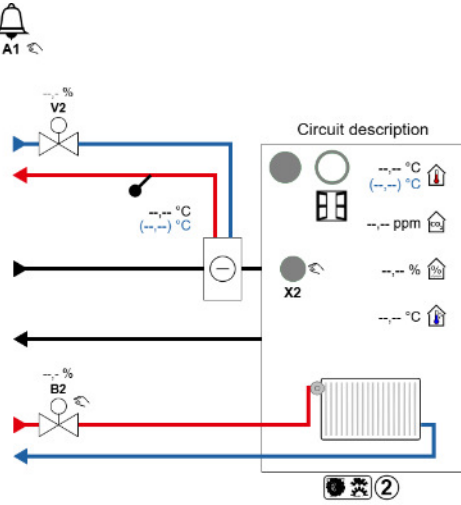 A1
--,- %
V2
Circuit description
--,-- °C
(--,--) °C
--,-- °C
(--,--) °C
--,-- ppm
CO₂
--,-- %
%
X2
--,-- °C
--,- %
B2
2